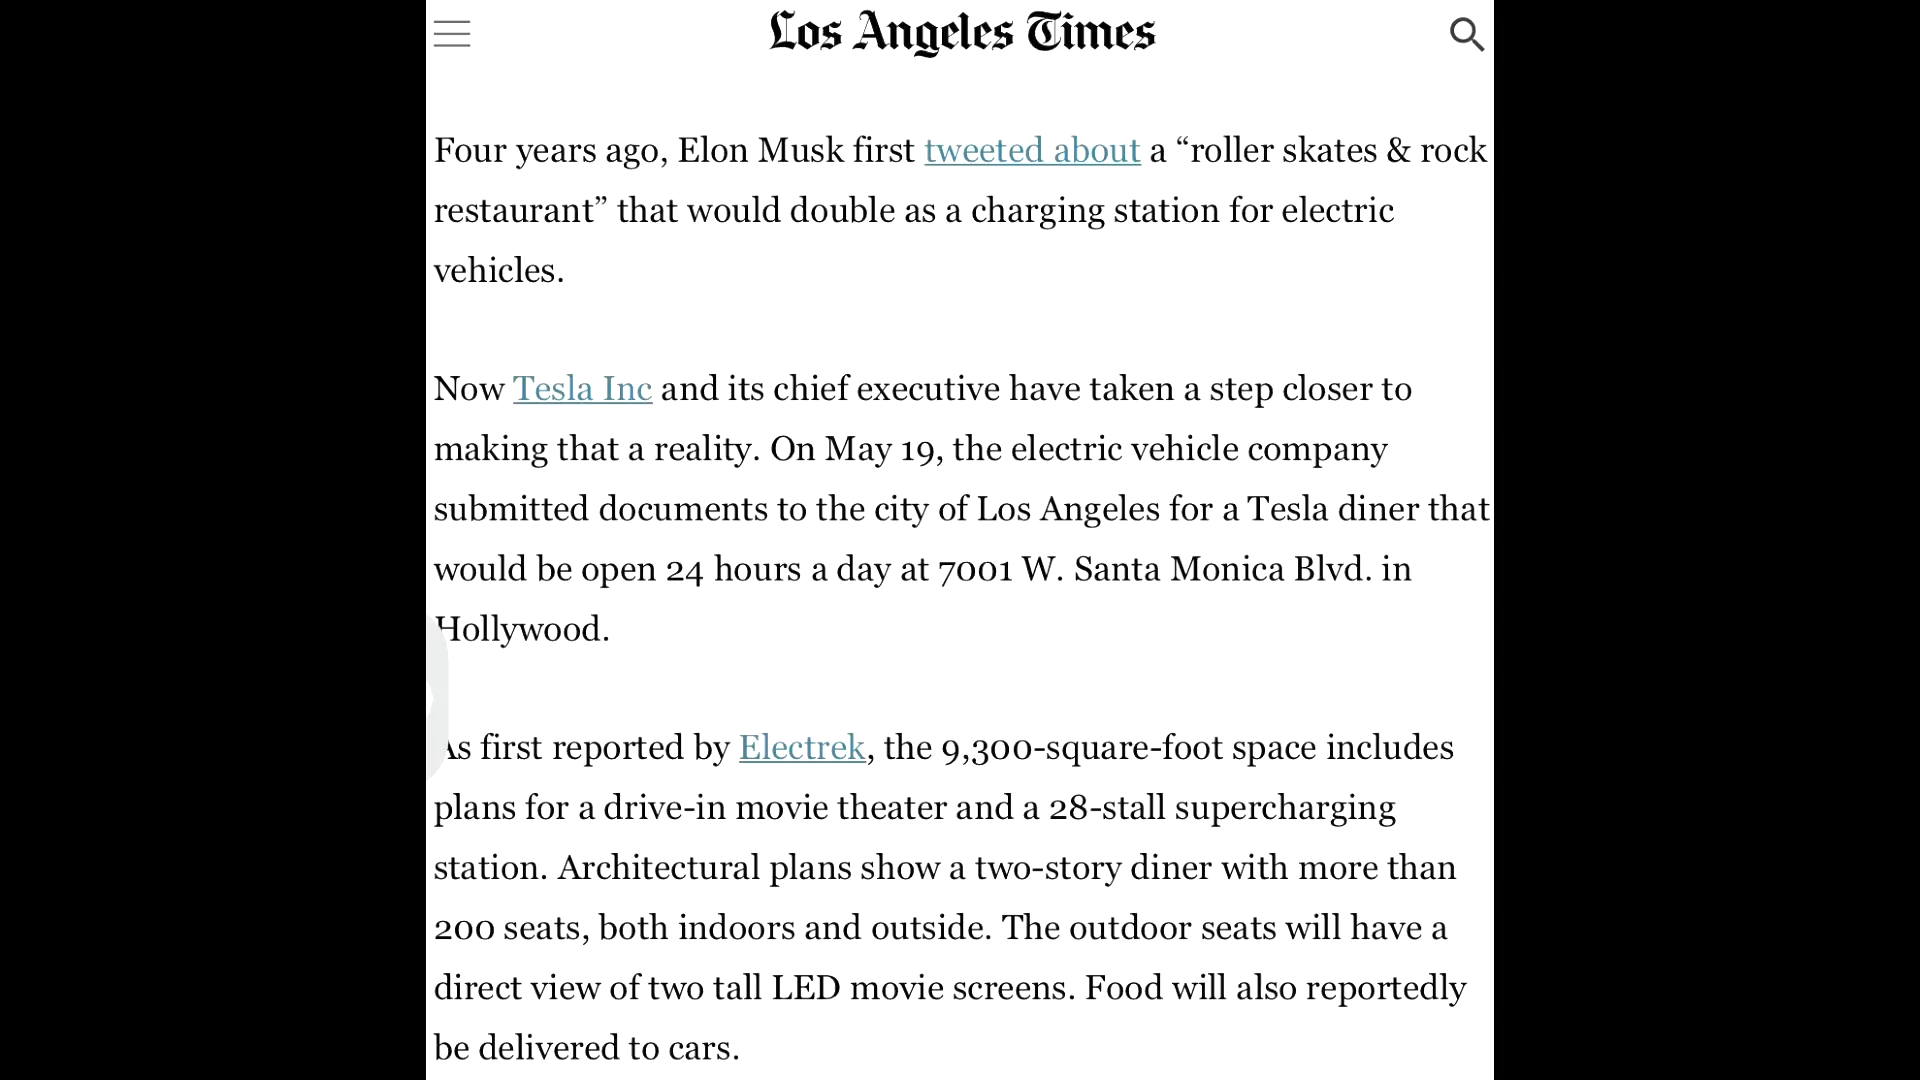 Los Angeles Times
Four years ago, Elon Musk first tweeted about a “roller skates & rock
restaurant” that would double as a charging station for electric
vehicles.
Now Tesla Inc and its chief executive have taken a step closer to
making that a reality. On May 19, the electric vehicle company
submitted documents to the city of Los Angeles for a Tesla diner that
would be open 24 hours a day at 7001 W. Santa Monica Blvd. in
Hollywood.
As first reported by Electrek, the 9,300-square-foot space includes
plans for a drive-in movie theater and a 28-stall supercharging
station. Architectural plans show a two-story diner with more than
200 seats, both indoors and outside. The outdoor seats will have a
direct view of two tall LED movie screens. Food will also reportedly
be delivered to cars.